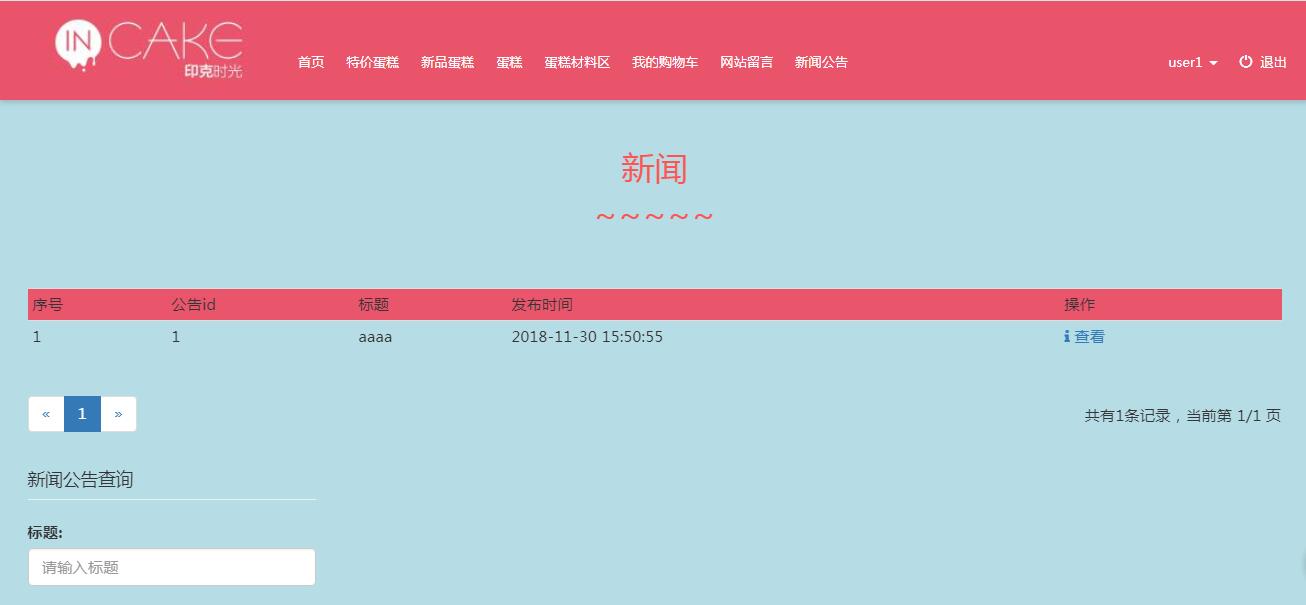 IN CAKE
印克时光
首页 特价蛋糕 新品蛋糕 蛋糕 蛋糕材料区 我的购物车 网站留言 新闻公告 user1 退出
新闻
~~~~~
序号 公告id 标题 发布时间 操作
1 1 aaaa 2018-11-30 15:50:55 查看
« 1 » 共有1条记录，当前第 1/1 页
新闻公告查询
标题:
请输入标题